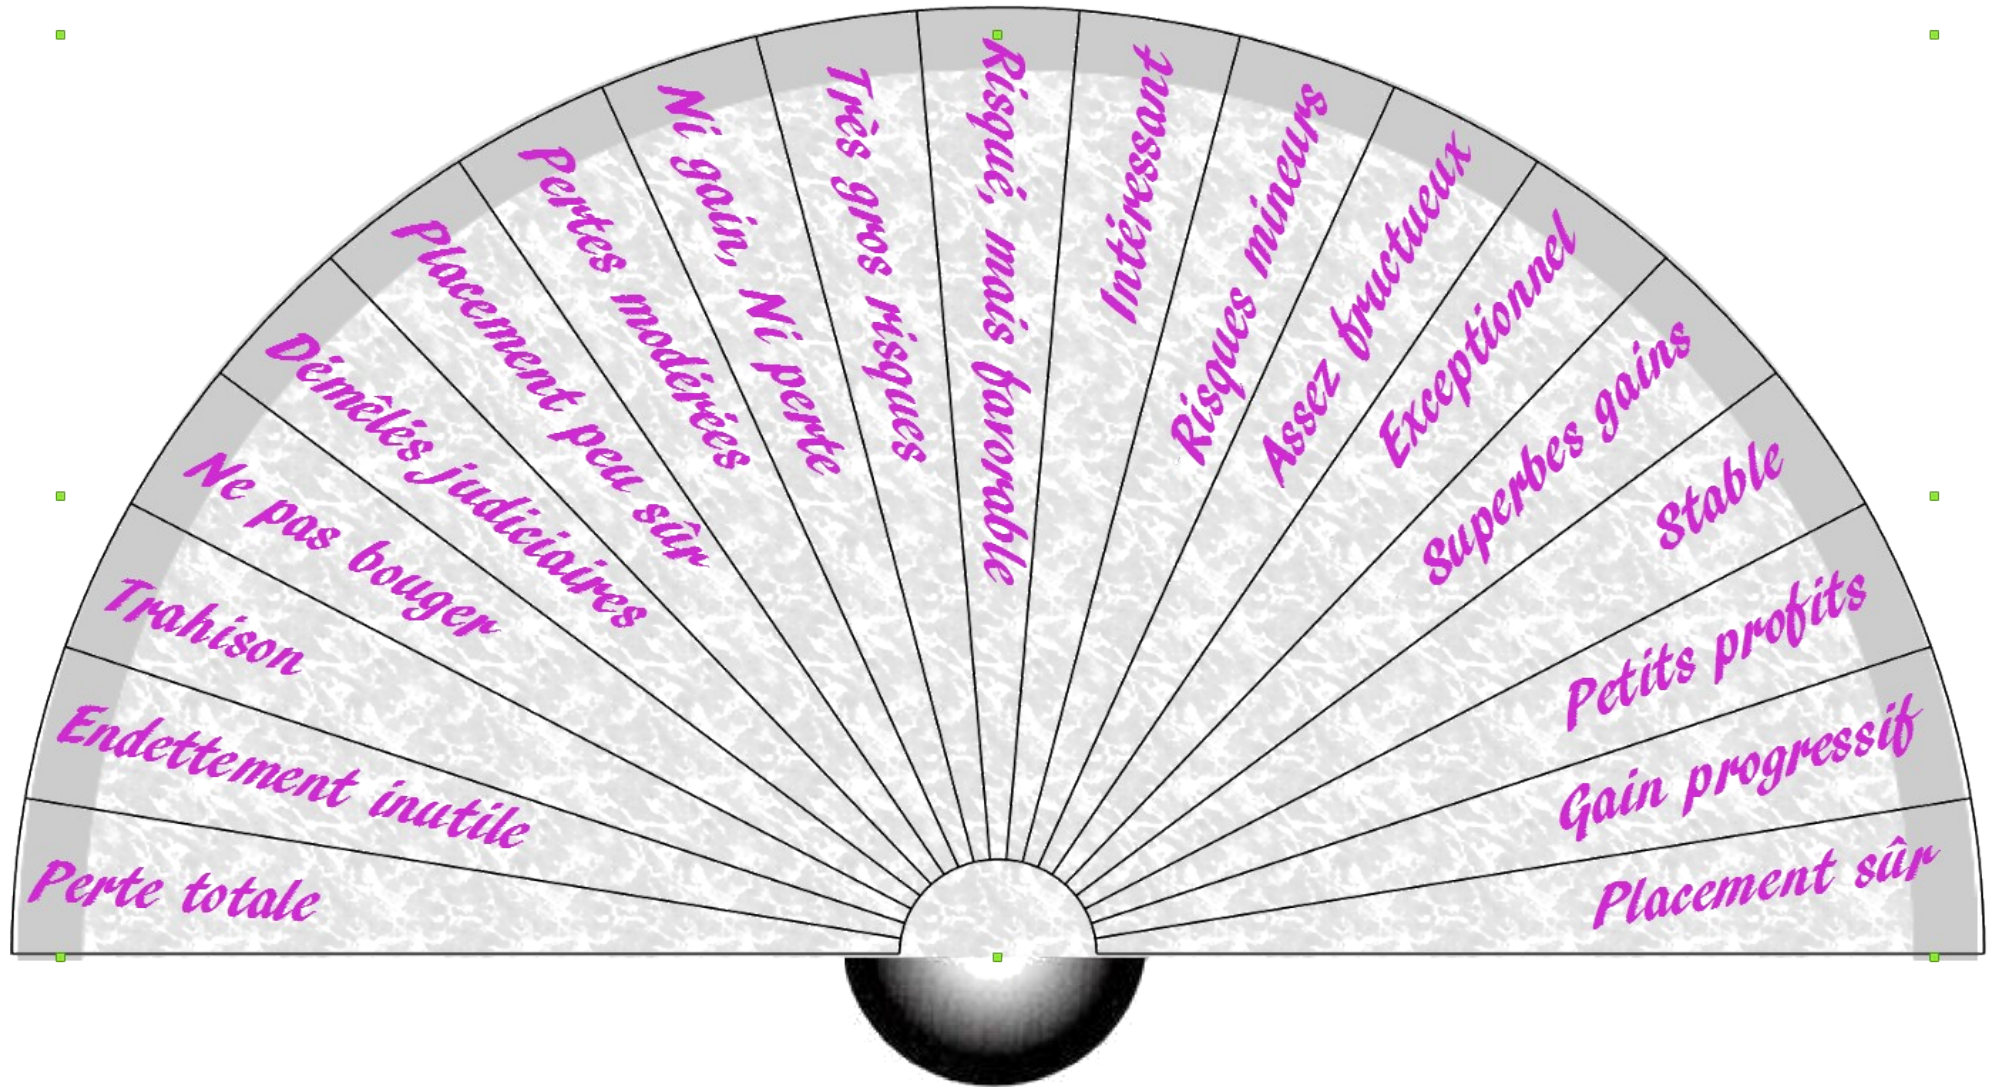 Perte totale
Endettement inutile
Trahison
Ne pas bouger
Démêlés judiciaires
Placement peu sûr
Pertes modérées
Ni gain, Ni perte
Très gros risques
Risqué, mais favorable
Intéressant
Risques mineurs
Assez fructueux
Exceptionnel
Superbes gains
Stable
Petits profits
Gain progressif
Placement sûr